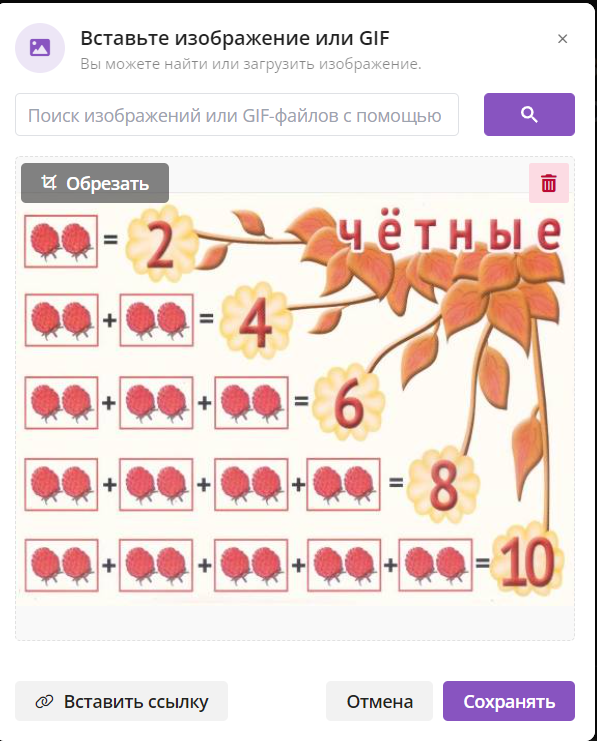 Вставьте изображение или GIF
Вы можете найти или загрузить изображение.
Поиск изображений или GIF-файлов с помощью
Обрезать
чётные
= 2
+ = 4
+ + = 6
+ + + = 8
+ + + + = 10
Вставить ссылку
Отмена
Сохранять